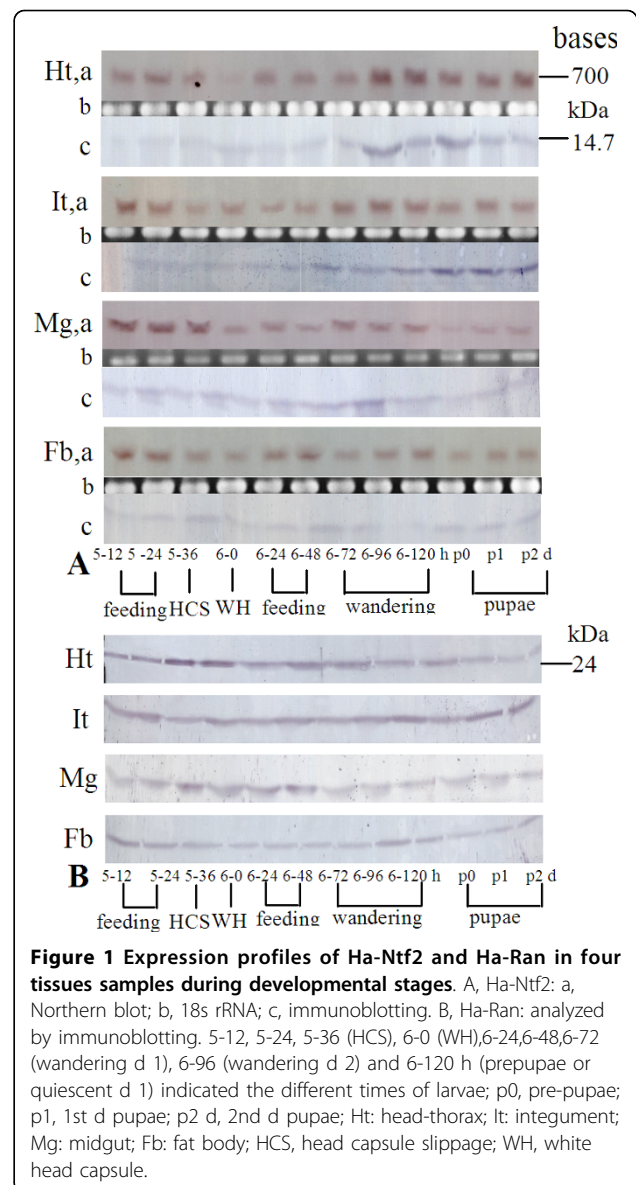 bases
Ht,a
700
b
kDa
c
14.7
It,a
b
c
Mg,a
b
c
Fb,a
b
c
5-12 5 -24 5-36 6-0 6-24 6-48 6-72 6-96 6-120 h p0 p1 p2 d
A
feeding HCS WH feeding wandering pupae
kDa
Ht
24
It
Mg
Fb
5-12 5-24 5-36 6-0 6-24 6-48 6-72 6-96 6-120 h p0 p1 p2 d
B
feeding HCS WH feeding wandering pupae
Figure 1 Expression profiles of Ha-Ntf2 and Ha-Ran in four
tissues samples during developmental stages. A, Ha-Ntf2: a,
Northern blot; b, 18s rRNA; c, immunoblotting. B, Ha-Ran: analyzed
by immunoblotting. 5-12, 5-24, 5-36 (HCS), 6-0 (WH),6-24,6-48,6-72
(wandering d 1), 6-96 (wandering d 2) and 6-120 h (prepupae or
quiescent d 1) indicated the different times of larvae; p0, pre-pupae;
p1, 1st d pupae; p2 d, 2nd d pupae; Ht: head-thorax; It: integument;
Mg: midgut; Fb: fat body; HCS, head capsule slippage; WH, white
head capsule.